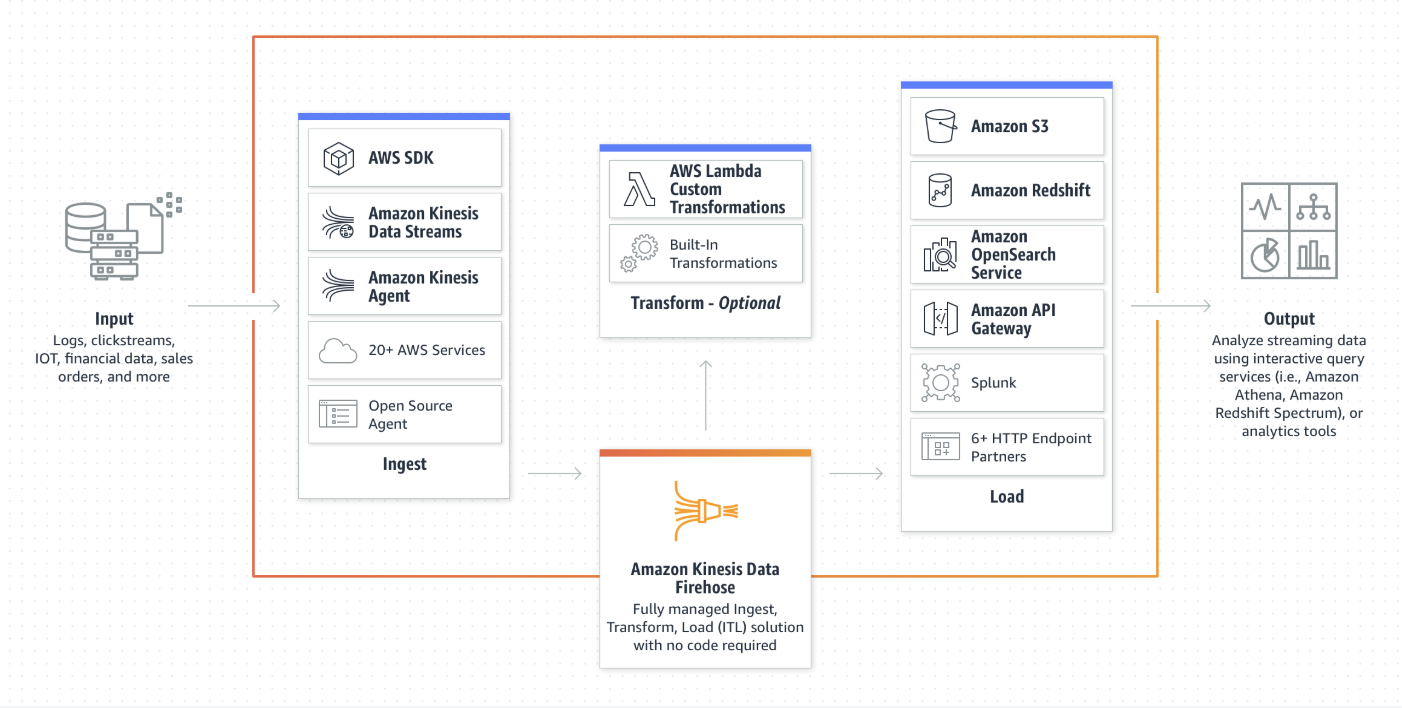 Input
Logs, clickstreams,
IOT, financial data, sales
orders, and more
AWS SDK
Amazon Kinesis
Data Streams
Amazon Kinesis
Agent
20+ AWS Services
Open Source
Agent
Ingest
AWS Lambda
Custom
Transformations
Built-In
Transformations
Transform - Optional
Amazon Kinesis Data
Firehose
Fully managed Ingest,
Transform, Load (ITL) solution
with no code required
Amazon S3
Amazon Redshift
Amazon
OpenSearch
Service
Amazon API
Gateway
Splunk
6+ HTTP Endpoint
Partners
Load
Output
Analyze streaming data
using interactive query
services (i.e., Amazon
Athena, Amazon
Redshift Spectrum), or
analytics tools